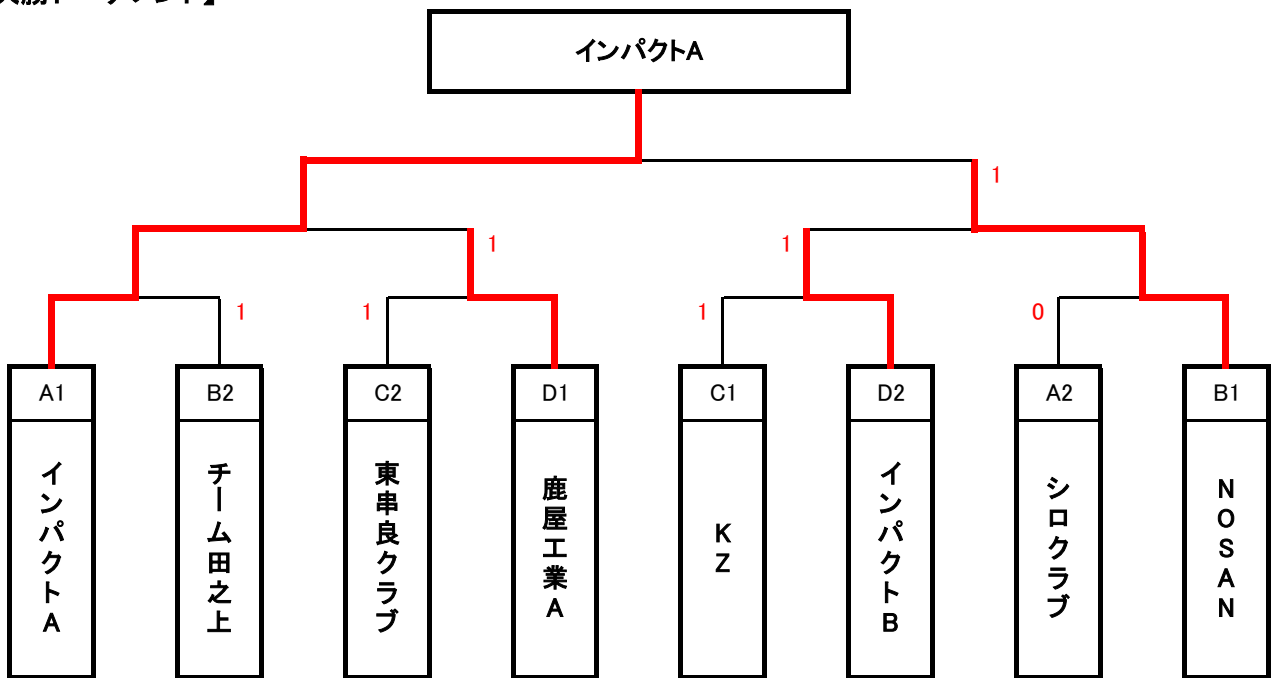 インパクトA
1
1
1
1
1
1
0
A1
B2
C2
D1
C1
D2
A2
B1
インパクトA
チーム田之上
東串良クラブ
鹿屋工業A
KZ
インパクトB
シロクラブ
NOSAN